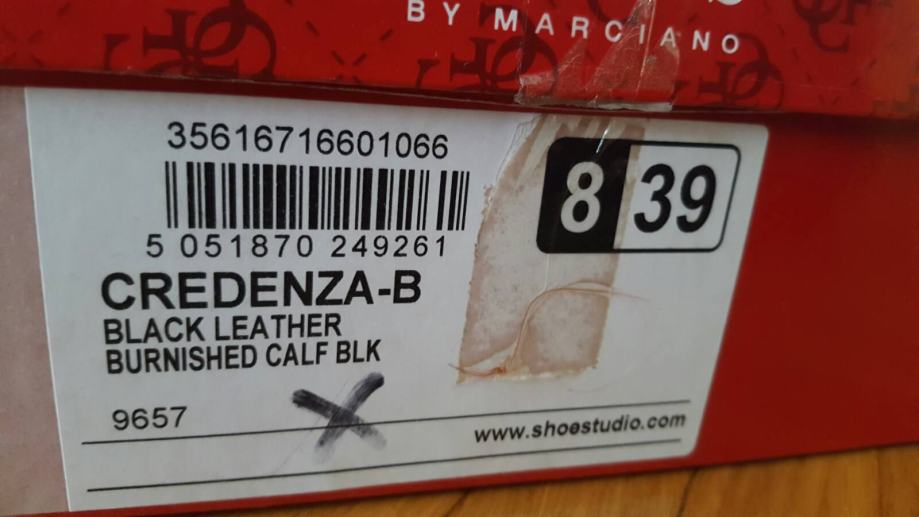 BY MARCIANO
35616716601066
8 39
5 051870 249261
CREDENZA-B
BLACK LEATHER
BURNISHED CALF BLK
9657
www.shoestudio.com